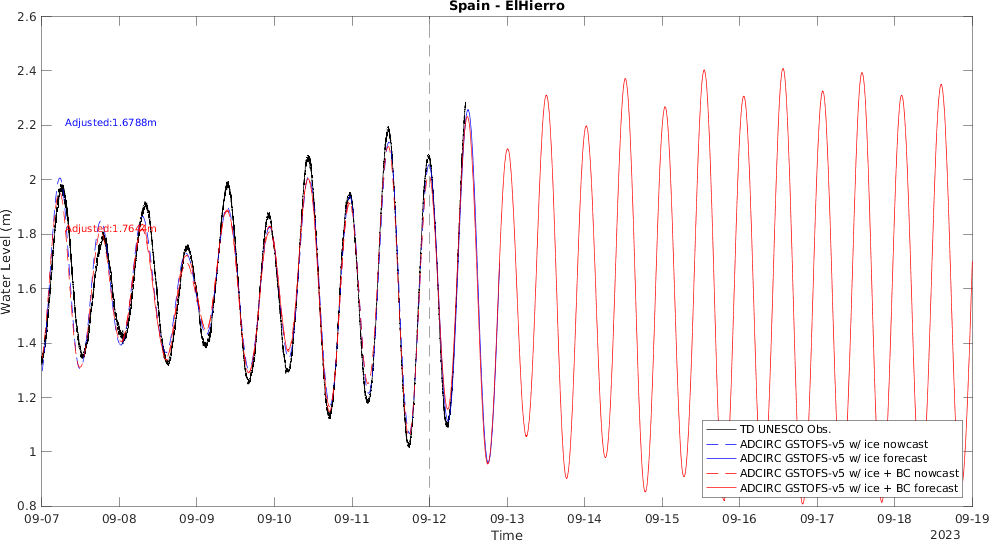 Spain - ElHierro
2.6
2.4
2.2
2
1.8
1.6
1.4
1.2
1
0.8
Water Level (m)
Adjusted:1.6788m
TD UNESCO Obs.
ADCIRC GSTOFS-v5 w/ ice nowcast
ADCIRC GSTOFS-v5 w/ ice forecast
ADCIRC GSTOFS-v5 w/ ice + BC nowcast
ADCIRC GSTOFS-v5 w/ ice + BC forecast
09-07 09-08 09-09 09-10 09-11 09-12 09-13 09-14 09-15 09-16 09-17 09-18 09-19
Time
2023